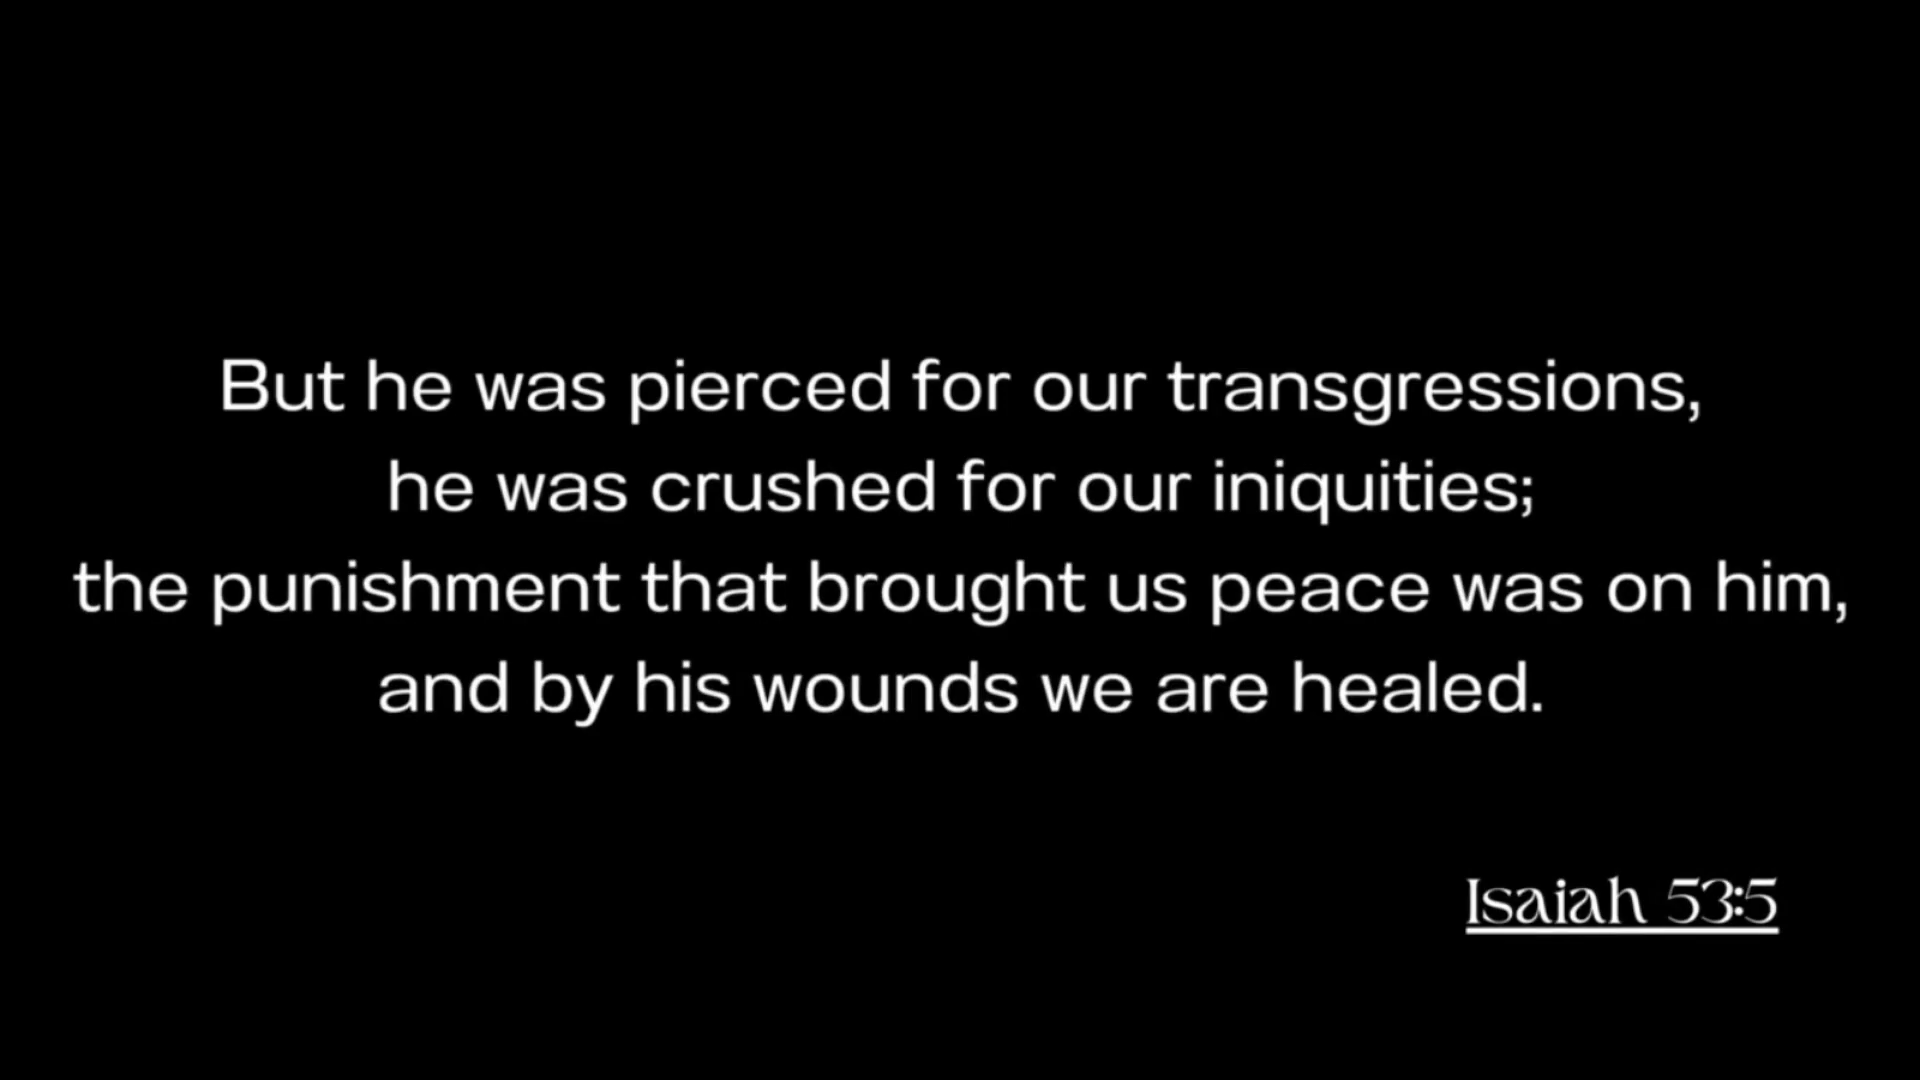 But he was pierced for our transgressions,
he was crushed for our iniquities;
the punishment that brought us peace was on him,
and by his wounds we are healed.
Isaiah 53:5